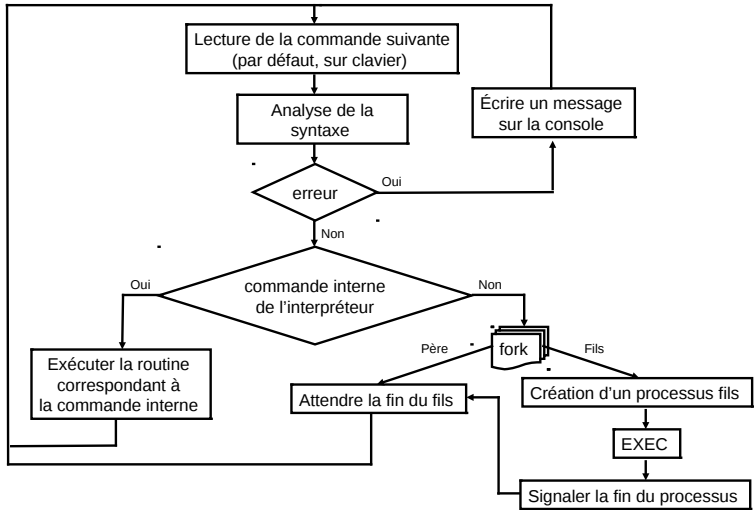 Lecture de la commande suivante
(par défaut, sur clavier)
Analyse de la
syntaxe
Écrire un message
sur la console
erreur
Oui
Non
commande interne
de l’interpréteur
Oui
Non
fork
Père
Fils
Exécuter la routine
correspondant à
la commande interne
Attendre la fin du fils
Création d’un processus fils
EXEC
Signaler la fin du processus